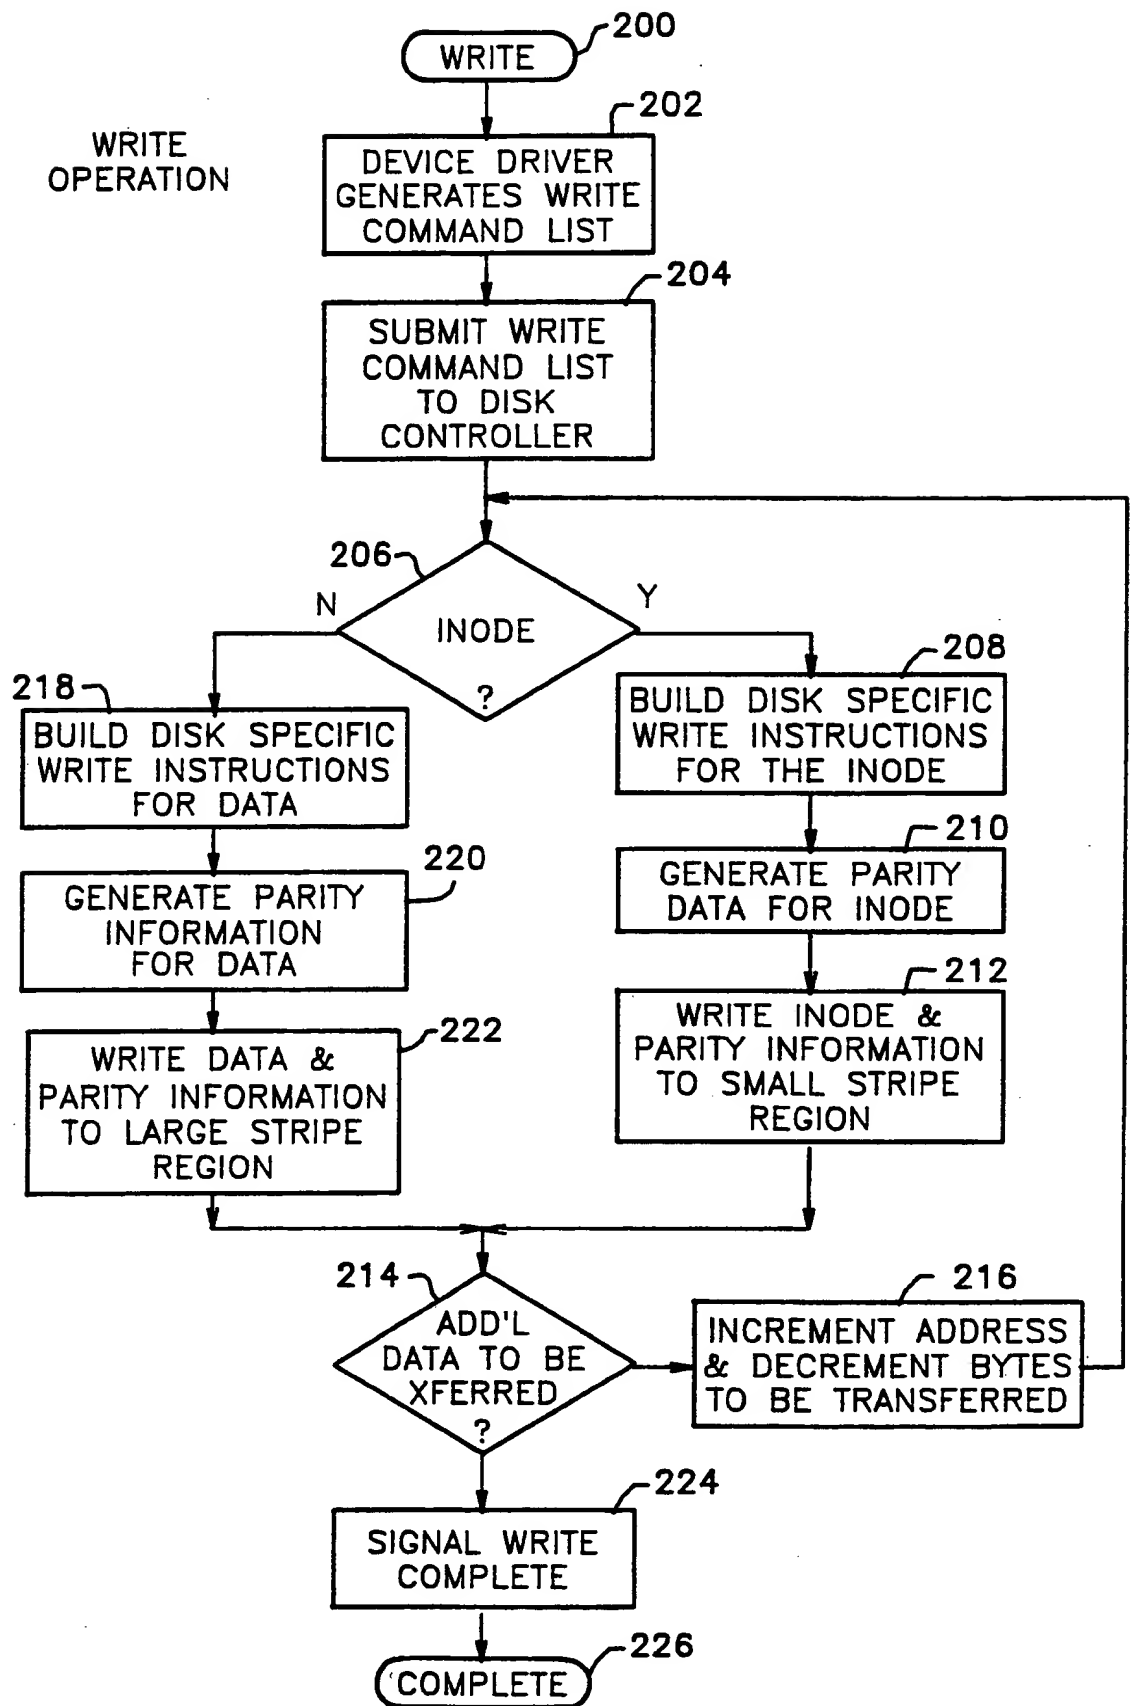 200
WRITE
202
WRITE
OPERATION
DEVICE DRIVER
GENERATES WRITE
COMMAND LIST
204
SUBMIT WRITE
COMMAND LIST
TO DISK
CONTROLLER
206
N
Y
INODE
?
208
BUILD DISK SPECIFIC
WRITE INSTRUCTIONS
FOR THE INODE
218
BUILD DISK SPECIFIC
WRITE INSTRUCTIONS
FOR DATA
210
GENERATE PARITY
DATA FOR INODE
220
GENERATE PARITY
INFORMATION
FOR DATA
212
WRITE INODE &
PARITY INFORMATION
TO SMALL STRIPE
REGION
222
WRITE DATA &
PARITY INFORMATION
TO LARGE STRIPE
REGION
214
ADD'L
DATA TO BE
XFERRED
?
216
INCREMENT ADDRESS
& DECREMENT BYTES
TO BE TRANSFERRED
224
SIGNAL WRITE
COMPLETE
226
COMPLETE